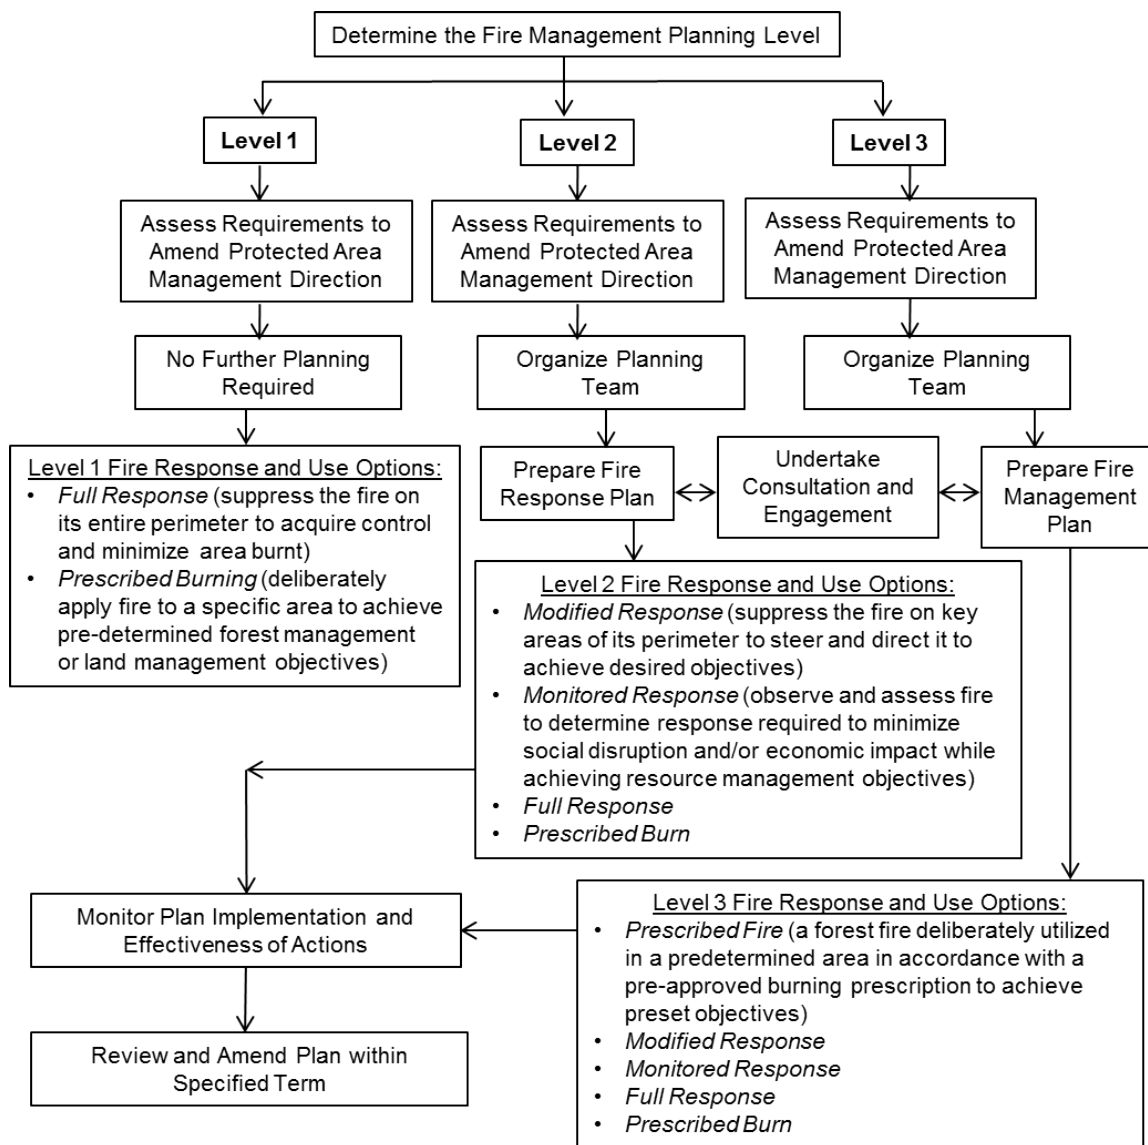 Determine the Fire Management Planning Level
Level 1
Level 2
Level 3
Assess Requirements to
Amend Protected Area
Management Direction
Assess Requirements to
Amend Protected Area
Management Direction
Assess Requirements to
Amend Protected Area
Management Direction
No Further Planning
Required
Organize Planning
Team
Organize Planning
Team
Level 1 Fire Response and Use Options:
• Full Response (suppress the fire on
its entire perimeter to acquire control
and minimize area burnt)
• Prescribed Burning (deliberately
apply fire to a specific area to achieve
pre-determined forest management
or land management objectives)
Prepare Fire
Response Plan
Undertake
Consultation and
Engagement
Prepare Fire
Management
Plan
Level 2 Fire Response and Use Options:
• Modified Response (suppress the fire on key
areas of its perimeter to steer and direct it to
achieve desired objectives)
• Monitored Response (observe and assess fire
to determine response required to minimize
social disruption and/or economic impact while
achieving resource management objectives)
• Full Response
• Prescribed Burn
Monitor Plan Implementation and
Effectiveness of Actions
Level 3 Fire Response and Use Options:
• Prescribed Fire (a forest fire deliberately utilized
in a predetermined area in accordance with a
pre-approved burning prescription to achieve
preset objectives)
• Modified Response
• Monitored Response
• Full Response
• Prescribed Burn
Review and Amend Plan within
Specified Term